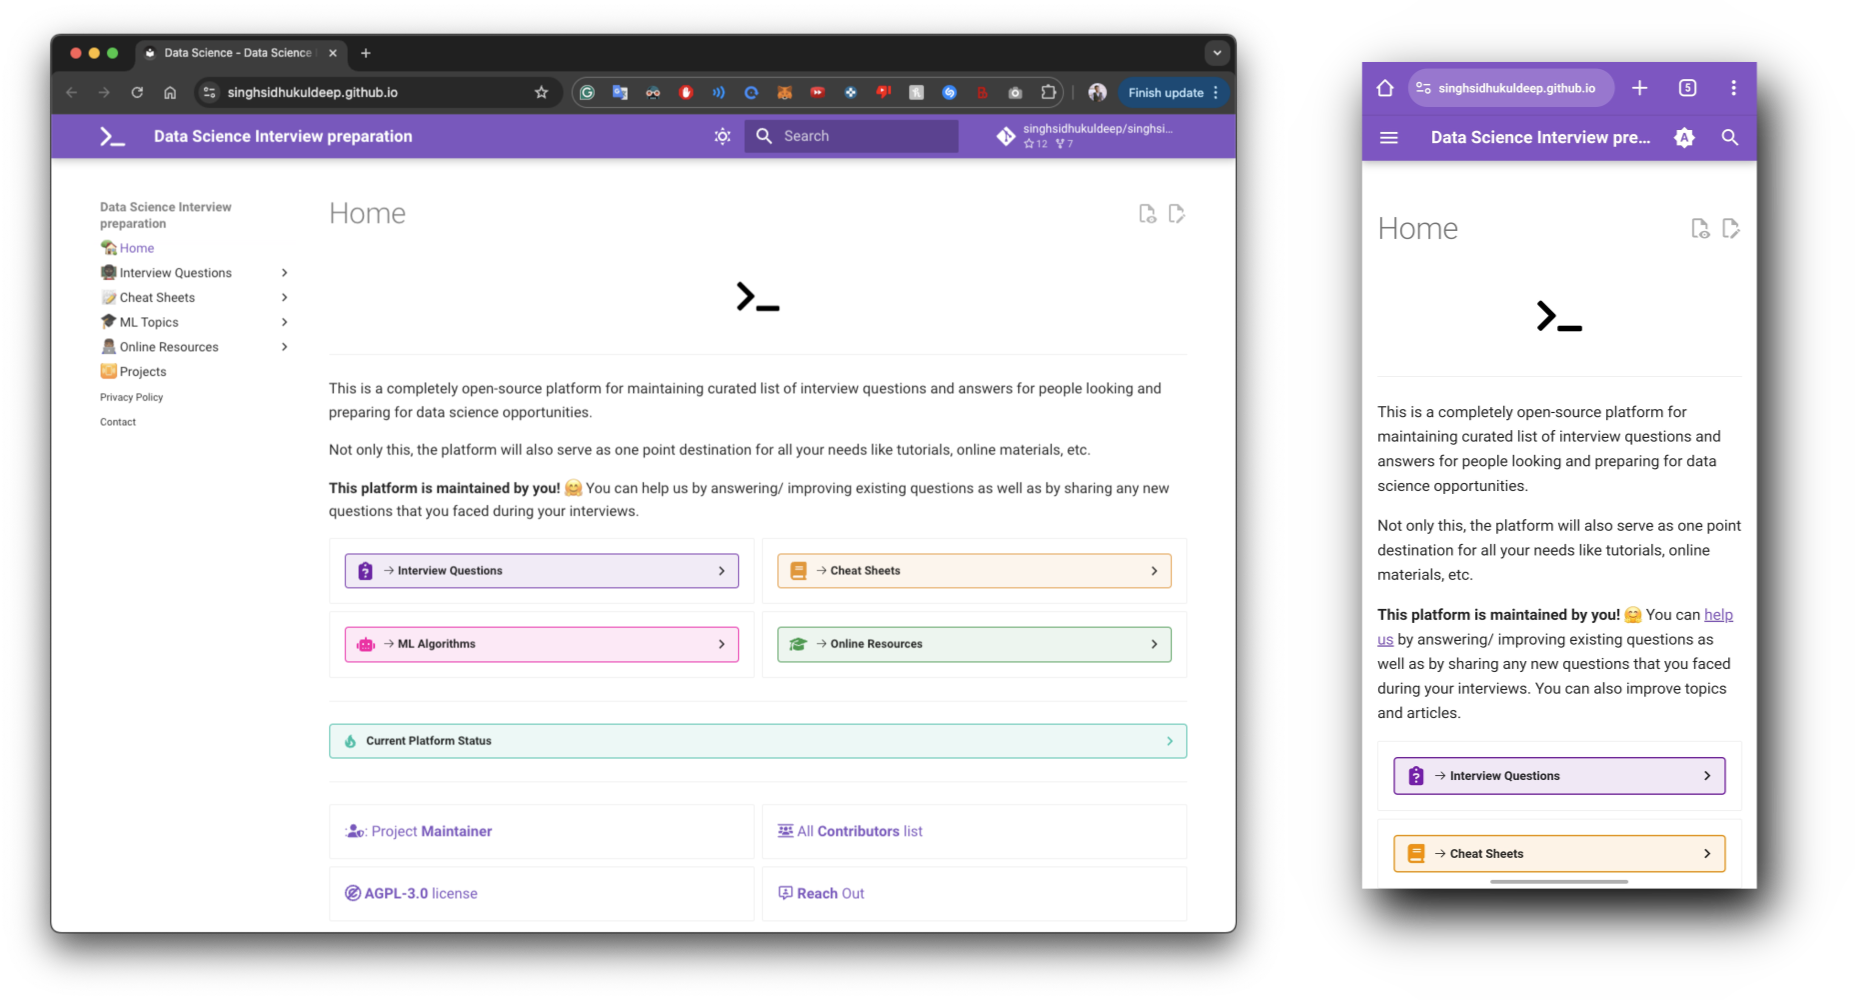 Data Science - Data Science
singhsidhukuldeep.github.io
Finish update
Data Science Interview preparation
Search
singhsidhukuldeep/singhsi...
12 7
Data Science Interview
preparation
Home
Interview Questions
Cheat Sheets
ML Topics
Online Resources
Projects
Privacy Policy
Contact
Home
>_
This is a completely open-source platform for maintaining curated list of interview questions and answers for people looking and
preparing for data science opportunities.
Not only this, the platform will also serve as one point destination for all your needs like tutorials, online materials, etc.
This platform is maintained by you! 🤗 You can help us by answering/ improving existing questions as well as by sharing any new
questions that you faced during your interviews.
→ Interview Questions
→ Cheat Sheets
→ ML Algorithms
→ Online Resources
Current Platform Status
: Project Maintainer
All Contributors list
AGPL-3.0 license
Reach Out
singhsidhukuldeep.github.io
5
Data Science Interview pre...
A
Home
>_
This is a completely open-source platform for
maintaining curated list of interview questions and
answers for people looking and preparing for data
science opportunities.
Not only this, the platform will also serve as one point
destination for all your needs like tutorials, online
materials, etc.
This platform is maintained by you! 🤗 You can help
us by answering/ improving existing questions as
well as by sharing any new questions that you faced
during your interviews. You can also improve topics
and articles.
→ Interview Questions
→ Cheat Sheets